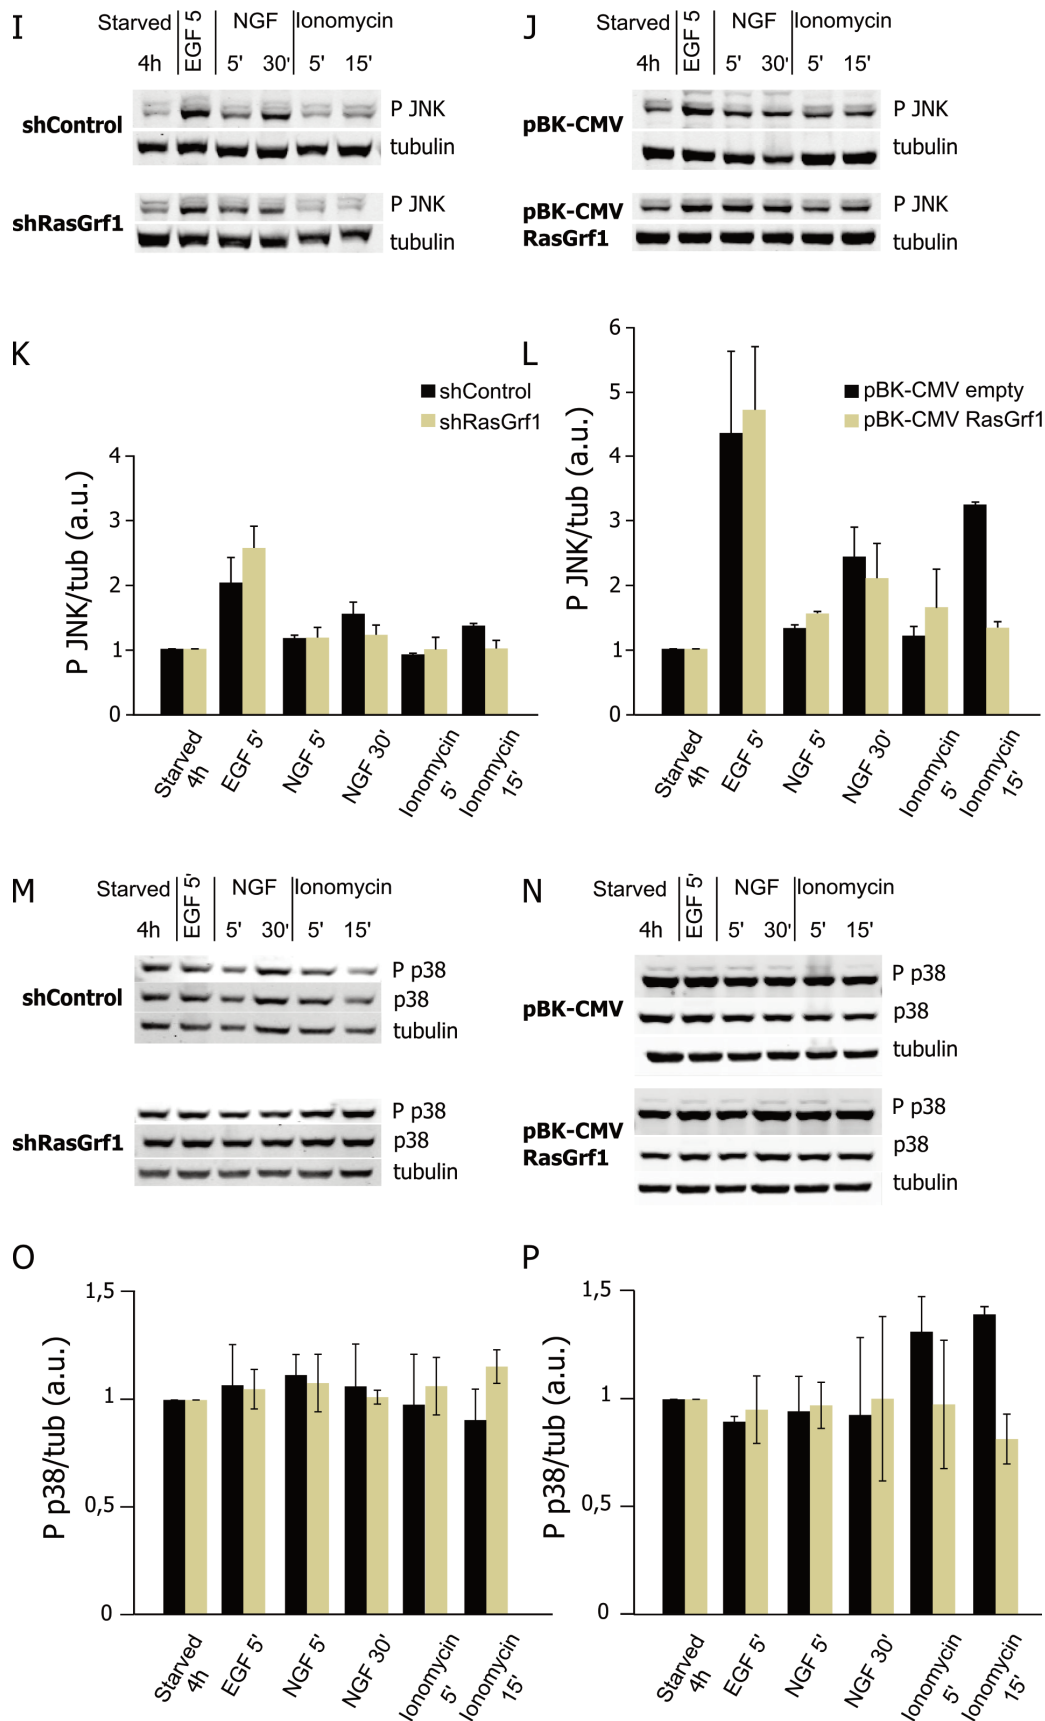 I
Starved
EGF 5
NGF
Ionomycin
4h
5'
30'
5'
15'
shControl
P JNK
tubulin
shRasGrf1
P JNK
tubulin
J
Starved
EGF 5
NGF
Ionomycin
4h
5'
30'
5'
15'
pBK-CMV
P JNK
tubulin
pBK-CMV
RasGrf1
P JNK
tubulin
K
shControl
shRasGrf1
P JNK/tub (a.u.)
4
3
2
1
0
Starved
4h
EGF 5'
NGF 5'
NGF 30'
Ionomycin
5'
Ionomycin
15'
L
pBK-CMV empty
pBK-CMV RasGrf1
P JNK/tub (a.u.)
6
5
4
3
2
1
0
Starved
4h
EGF 5'
NGF 5'
NGF 30'
Ionomycin
5'
Ionomycin
15'
M
Starved
EGF 5'
NGF
Ionomycin
4h
5'
30'
5'
15'
shControl
P p38
p38
tubulin
shRasGrf1
P p38
p38
tubulin
N
Starved
EGF 5'
NGF
Ionomycin
4h
5'
30'
5'
15'
pBK-CMV
P p38
p38
tubulin
pBK-CMV
RasGrf1
P p38
p38
tubulin
O
P p38/tub (a.u.)
1,5
1
0,5
0
Starved
4h
EGF 5'
NGF 5'
NGF 30'
Ionomycin
5'
Ionomycin
15'
P
P p38/tub (a.u.)
1,5
1
0,5
0
Starved
4h
EGF 5'
NGF 5'
NGF 30'
Ionomycin
5'
Ionomycin
15'